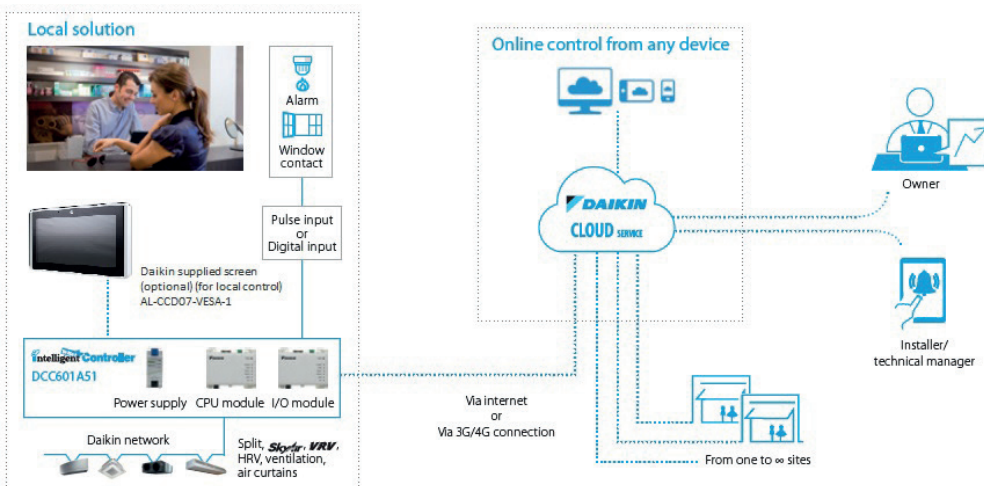 Local solution
Alarm
Window
contact
Pulse input
or
Digital input
Daikin supplied screen
(optional) (for local control)
AL-CCD07-VESA-1
intelligent Controller
DCC601A51
Power supply
CPU module
I/O module
Daikin network
Split, SkyAir, VRV,
HRV, ventilation,
air curtains
Online control from any device
DAIKIN
CLOUD SERVICE
Owner
Installer/
technical manager
Via internet
or
Via 3G/4G connection
From one to ∞ sites